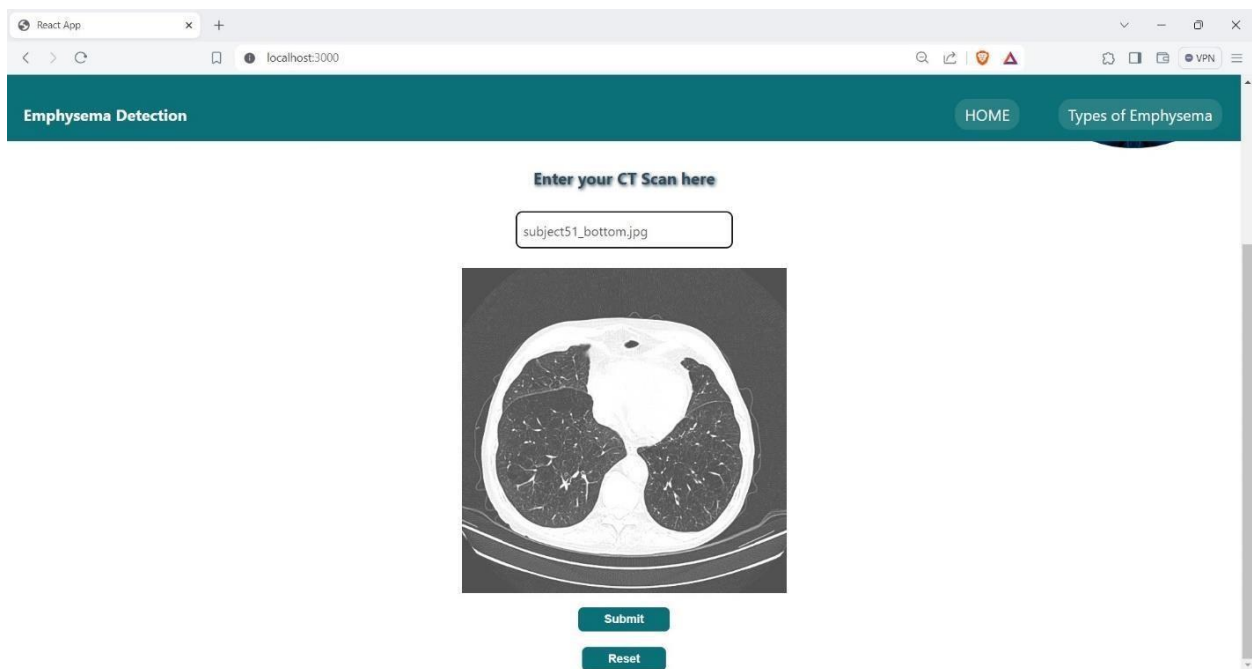 React App
localhost:3000
VPN
Emphysema Detection
HOME
Types of Emphysema
Enter your CT Scan here
subject51_bottom.jpg
Submit
Reset